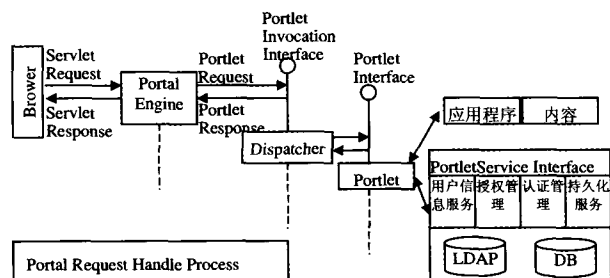 Brower
Servlet
Request
Servlet
Response
Portal
Engine
Portlet
Request
Portlet
Response
Portlet
Invocation
Interface
Dispatcher
Portlet
Interface
Portlet
应用程序
内容
PortletService Interface
用户信
息服务
授权管
理
认证管
理
持久化
服务
LDAP
DB
Portal Request Handle Process